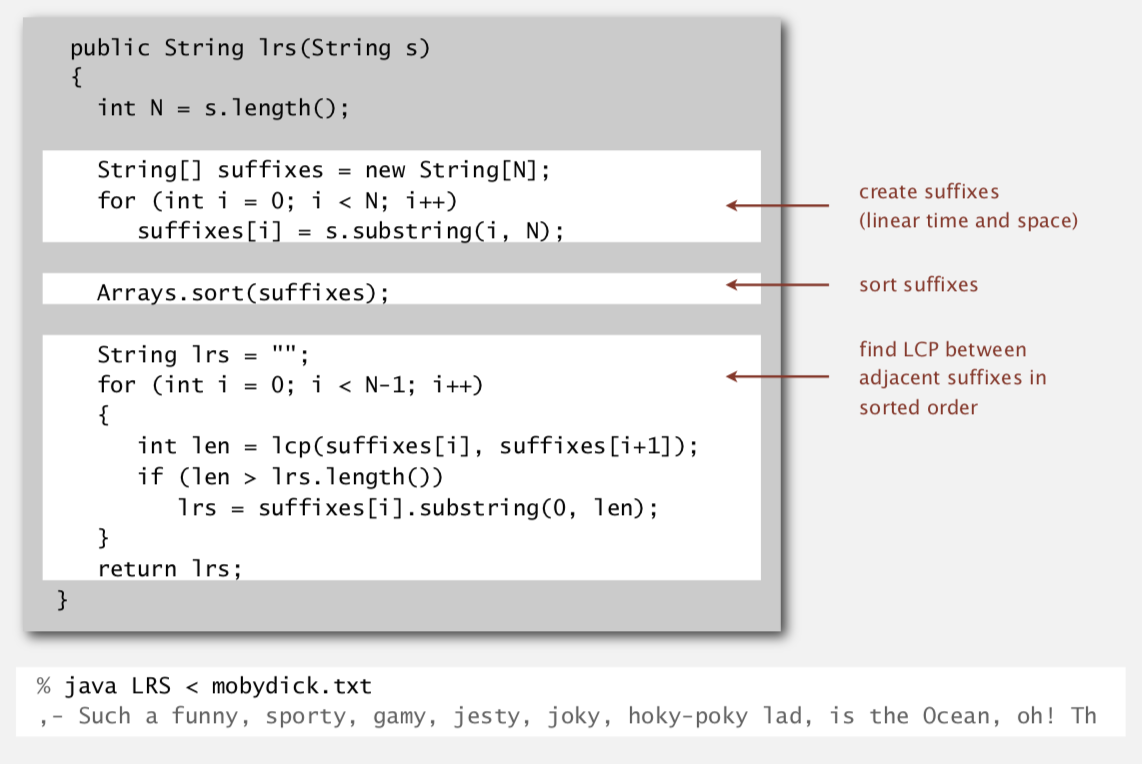 public String lrs(String s)
{
int N = s.length();
String[] suffixes = new String[N];
for (int i = 0; i < N; i++)
suffixes[i] = s.substring(i, N);
create suffixes
(linear time and space)
Arrays.sort(suffixes);
sort suffixes
String lrs = "";
for (int i = 0; i < N-1; i++)
{
int len = lcp(suffixes[i], suffixes[i+1]);
if (len > lrs.length())
lrs = suffixes[i].substring(0, len);
}
return lrs;
}
find LCP between
adjacent suffixes in
sorted order
% java LRS < mobydick.txt
,- Such a funny, sporty, gamy, jesty, joky, hoky-poky lad, is the Ocean, oh! Th